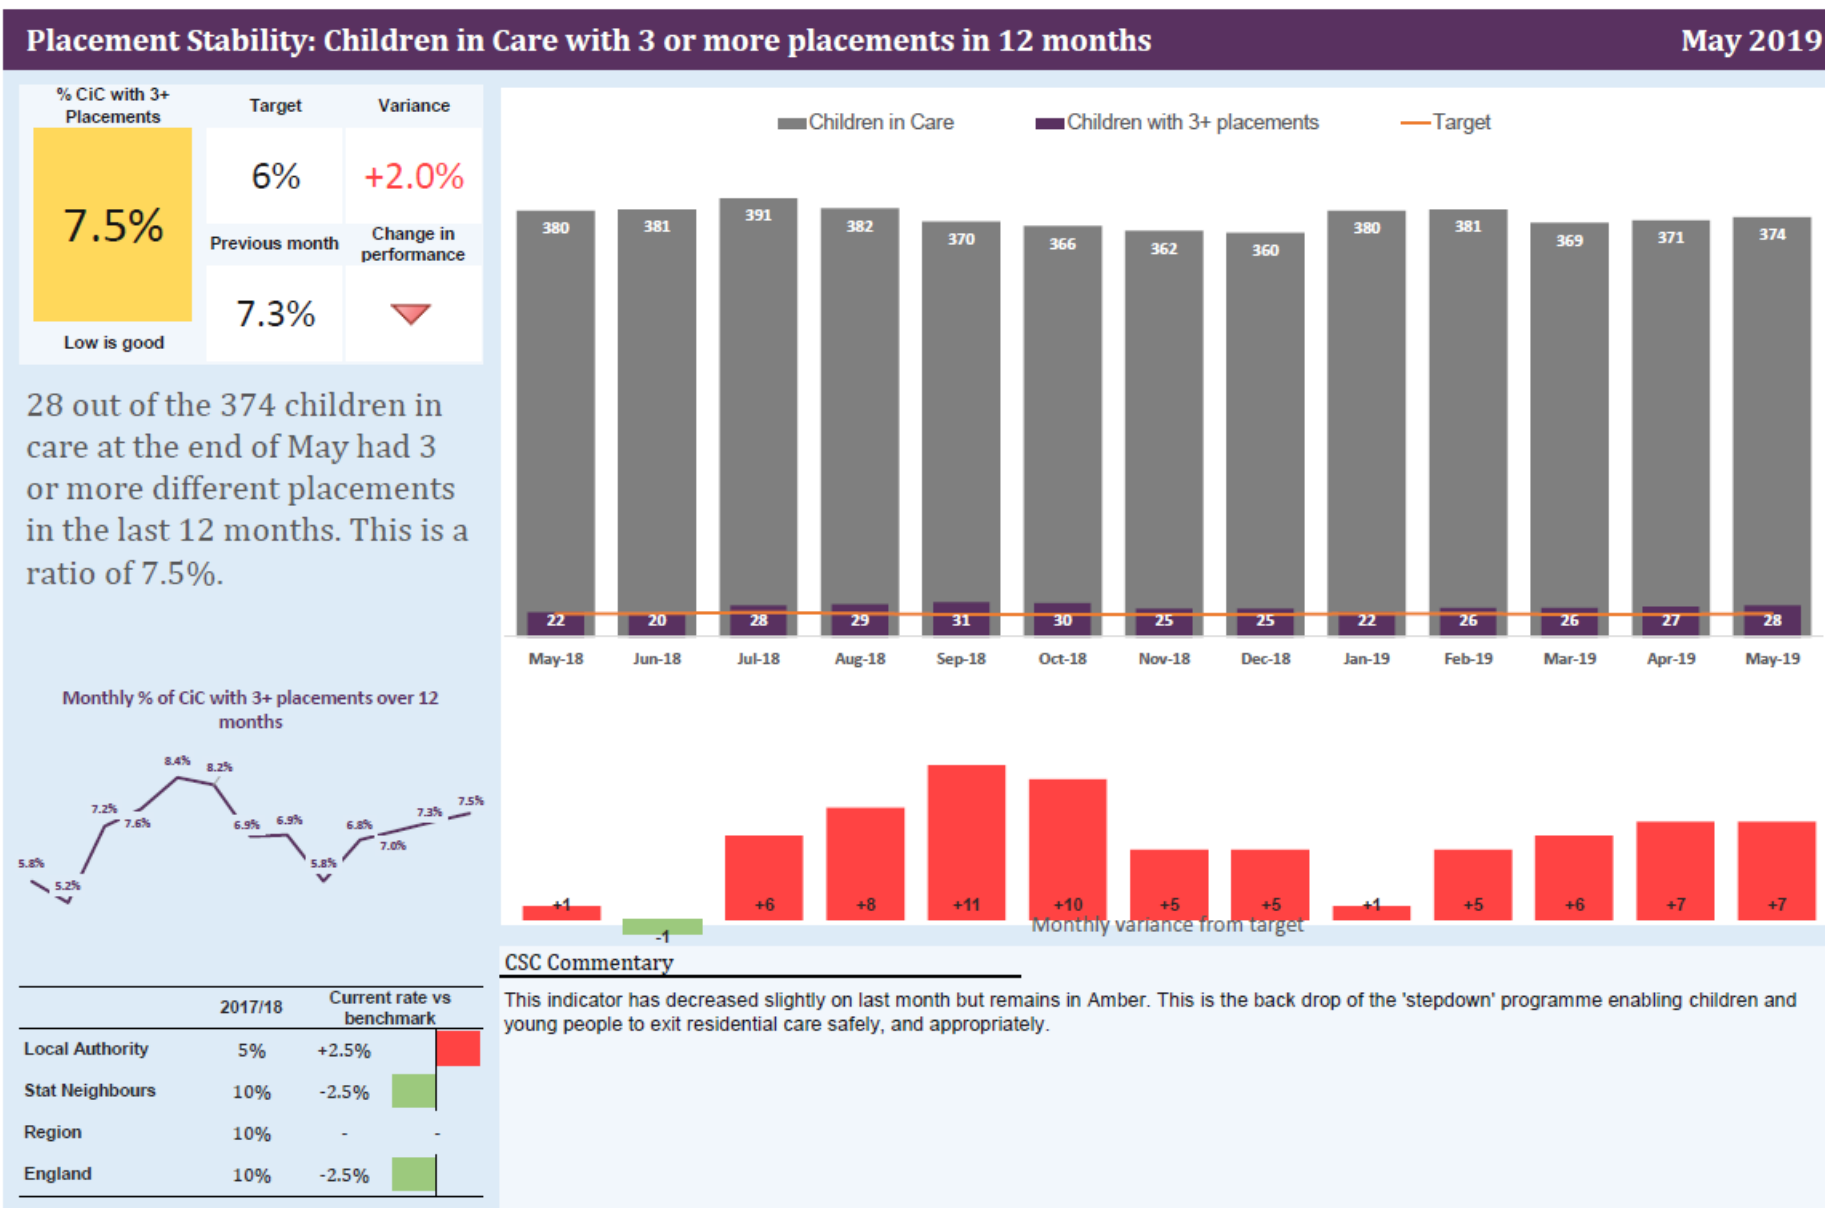 Placement Stability: Children in Care with 3 or more placements in 12 months May 2019
% CiC with 3+
Placements
Target
Variance
7.5%
6%
+2.0%
Previous month
Change in
performance
7.3%
Low is good
28 out of the 374 children in
care at the end of May had 3
or more different placements
in the last 12 months. This is a
ratio of 7.5%.
Monthly % of CiC with 3+ placements over 12
months
5.8% 5.2% 7.2% 7.6% 8.4% 8.2% 6.9% 6.9% 5.8% 6.8% 7.0% 7.3% 7.5%
2017/18
Current rate vs
benchmark
Local Authority 5% +2.5%
Stat Neighbours 10% -2.5%
Region 10% - -
England 10% -2.5%
Children in Care Children with 3+ placements Target
380 381 391 382 370 366 362 360 380 381 369 371 374
22 20 28 29 31 30 25 25 22 26 26 27 28
May-18 Jun-18 Jul-18 Aug-18 Sep-18 Oct-18 Nov-18 Dec-18 Jan-19 Feb-19 Mar-19 Apr-19 May-19
+1 -1 +6 +8 +11 +10 +5 +5 +1 +5 +6 +7 +7
Monthly variance from target
CSC Commentary
This indicator has decreased slightly on last month but remains in Amber. This is the back drop of the 'stepdown' programme enabling children and
young people to exit residential care safely, and appropriately.